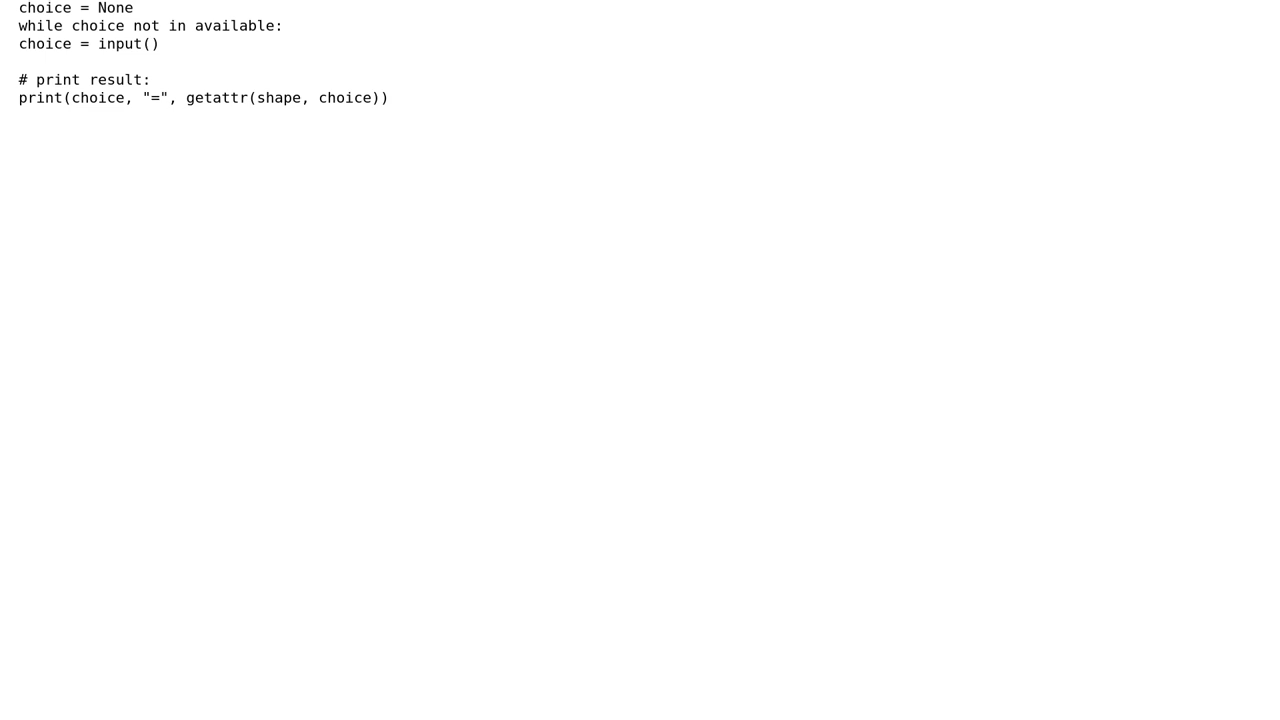 choice = None
while choice not in available:
choice = input()

# print result:
print(choice, "=", getattr(shape, choice))